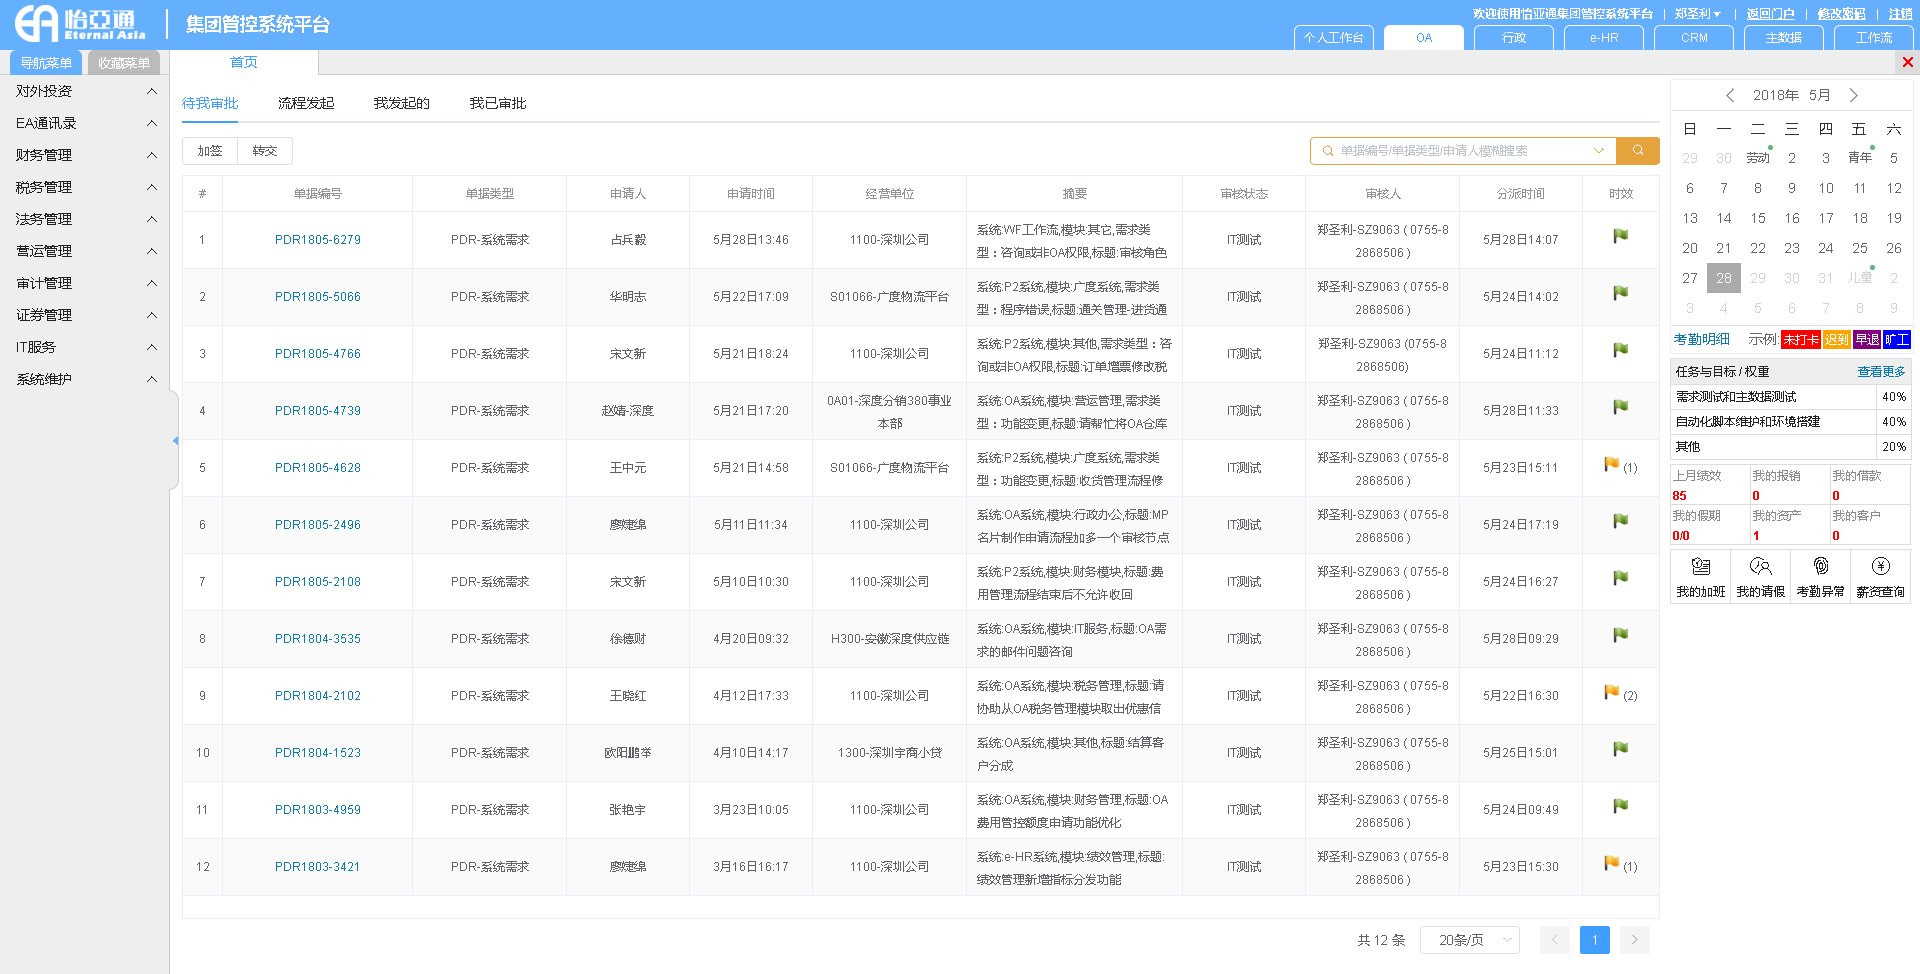 怡亞通
Eternal Asia
集团管控系统平台
欢迎使用怡亚通集团管控系统平台 | 郑圣利 | 返回门户 | 修改密码 | 注销
个人工作台 OA 行政 e-HR CRM 主数据 工作流
导航菜单 收藏菜单 首页
对外投资
EA通讯录
财务管理
税务管理
法务管理
营运管理
审计管理
证券管理
IT服务
系统维护
待我审批 流程发起 我发起的 我已审批
加签 转交
单据编号/单据类型/申请人模糊搜索
# 单据编号 单据类型 申请人 申请时间 经营单位 摘要 审核状态 审核人 分派时间 时效
1 PDR1805-6279 PDR-系统需求 占兵毅 5月28日13:46 1100-深圳公司 系统:WF工作流,模块:其它,需求类 IT测试 郑圣利-SZ9063 ( 0755-8 5月28日14:07
型：咨询或非OA权限,标题:审核角色 2868506 )
2 PDR1805-5066 PDR-系统需求 华明志 5月22日17:09 S01066-广度物流平台 系统:P2系统,模块:广度系统,需求类 IT测试 郑圣利-SZ9063 ( 0755-8 5月24日14:02
型：程序错误,标题:通关管理-进货通 2868506 )
3 PDR1805-4766 PDR-系统需求 宋文新 5月21日18:24 1100-深圳公司 系统:P2系统,模块:其他,需求类型：咨 IT测试 郑圣利-SZ9063 (0755-8 5月24日11:12
询或非OA权限,标题:订单增票修改税 2868506)
4 PDR1805-4739 PDR-系统需求 赵婧-深度 5月21日17:20 0A01-深度分销380事业 系统:OA系统,模块:营运管理,需求类 IT测试 郑圣利-SZ9063 ( 0755-8 5月28日11:33
本部 型：功能变更,标题:请帮忙将OA仓库 2868506 )
5 PDR1805-4628 PDR-系统需求 王中元 5月21日14:58 S01066-广度物流平台 系统:P2系统,模块:广度系统,需求类 IT测试 郑圣利-SZ9063 ( 0755-8 5月23日15:11 (1)
型：功能变更,标题:收货管理流程修 2868506 )
6 PDR1805-2496 PDR-系统需求 廖婕绵 5月11日11:34 1100-深圳公司 系统:OA系统,模块:行政办公,标题:MP IT测试 郑圣利-SZ9063 ( 0755-8 5月24日17:19
名片制作申请流程加多一个审核节点 2868506 )
7 PDR1805-2108 PDR-系统需求 宋文新 5月10日10:30 1100-深圳公司 系统:P2系统,模块:财务模块,标题:费 IT测试 郑圣利-SZ9063 ( 0755-8 5月24日16:27
用管理流程结束后不允许收回 2868506 )
8 PDR1804-3535 PDR-系统需求 徐德财 4月20日09:32 H300-安徽深度供应链 系统:OA系统,模块:IT服务,标题:OA需 IT测试 郑圣利-SZ9063 ( 0755-8 5月28日09:29
求的邮件问题咨询 2868506 )
9 PDR1804-2102 PDR-系统需求 王晓红 4月12日17:33 1100-深圳公司 系统:OA系统,模块:税务管理,标题:请 IT测试 郑圣利-SZ9063 ( 0755-8 5月22日16:30 (2)
协助从OA税务管理模块取出优惠信 2868506 )
10 PDR1804-1523 PDR-系统需求 欧阳鹏举 4月10日14:17 1300-深圳宇商小贷 系统:OA系统,模块:其他,标题:结算客 IT测试 郑圣利-SZ9063 ( 0755-8 5月25日15:01
户分成 2868506 )
11 PDR1803-4959 PDR-系统需求 张艳宇 3月23日10:05 1100-深圳公司 系统:OA系统,模块:财务管理,标题:OA IT测试 郑圣利-SZ9063 ( 0755-8 5月24日09:49
费用管控额度申请功能优化 2868506 )
12 PDR1803-3421 PDR-系统需求 廖婕绵 3月16日16:17 1100-深圳公司 系统:e-HR系统,模块:绩效管理,标题: IT测试 郑圣利-SZ9063 ( 0755-8 5月23日15:30 (1)
绩效管理新增指标分发功能 2868506 )
共 12 条 20条/页 1
2018年 5月
日 一 二 三 四 五 六
29 30 劳动 2 3 青年 5
6 7 8 9 10 11 12
13 14 15 16 17 18 19
20 21 22 23 24 25 26
27 28 29 30 31 儿童 2
3 4 5 6 7 8 9
考勤明细 示例: 未打卡 迟到 早退 旷工
任务与目标 / 权重 查看更多
需求测试和主数据测试 40%
自动化脚本维护和环境搭建 40%
其他 20%
上月绩效 我的报销 我的借款
85 0 0
我的假期 我的资产 我的客户
0/0 1 0
我的加班 我的请假 考勤异常 薪资查询